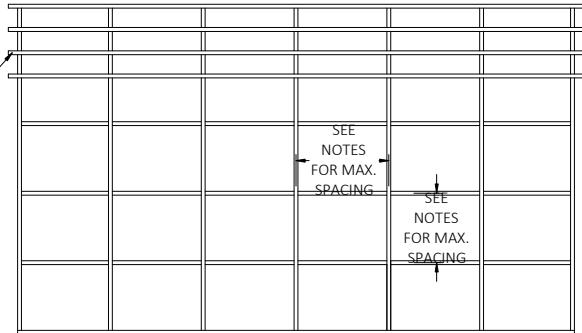 SEE
NOTES
FOR MAX.
SPACING
SEE
NOTES
FOR MAX.
SPACING